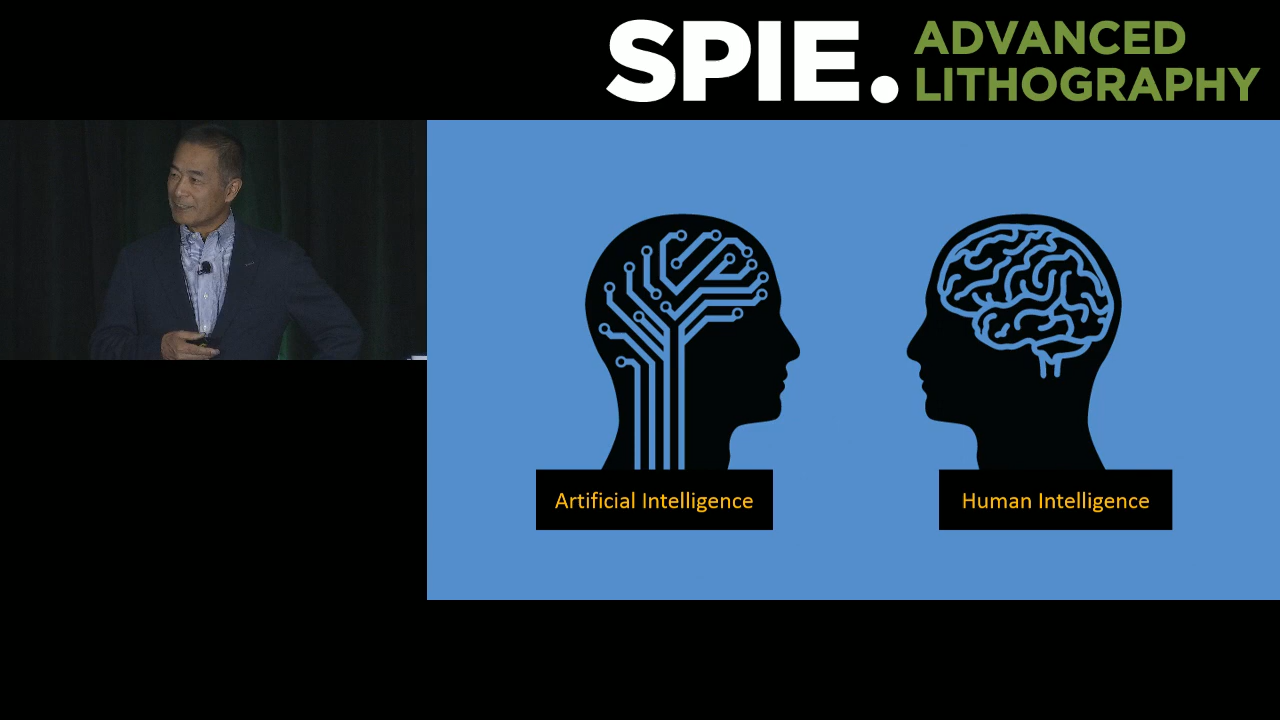 SPIE.
ADVANCED
LITHOGRAPHY
Artificial Intelligence
Human Intelligence